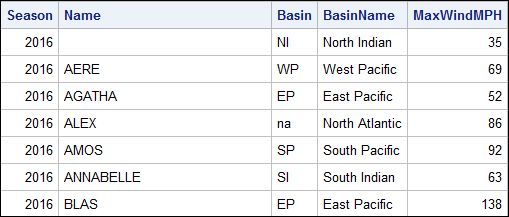 Season Name Basin BasinName MaxWindMPH
2016 NI North Indian 35
2016 AERE WP West Pacific 69
2016 AGATHA EP East Pacific 52
2016 ALEX na North Atlantic 86
2016 AMOS SP South Pacific 92
2016 ANNABELLE SI South Indian 63
2016 BLAS EP East Pacific 138